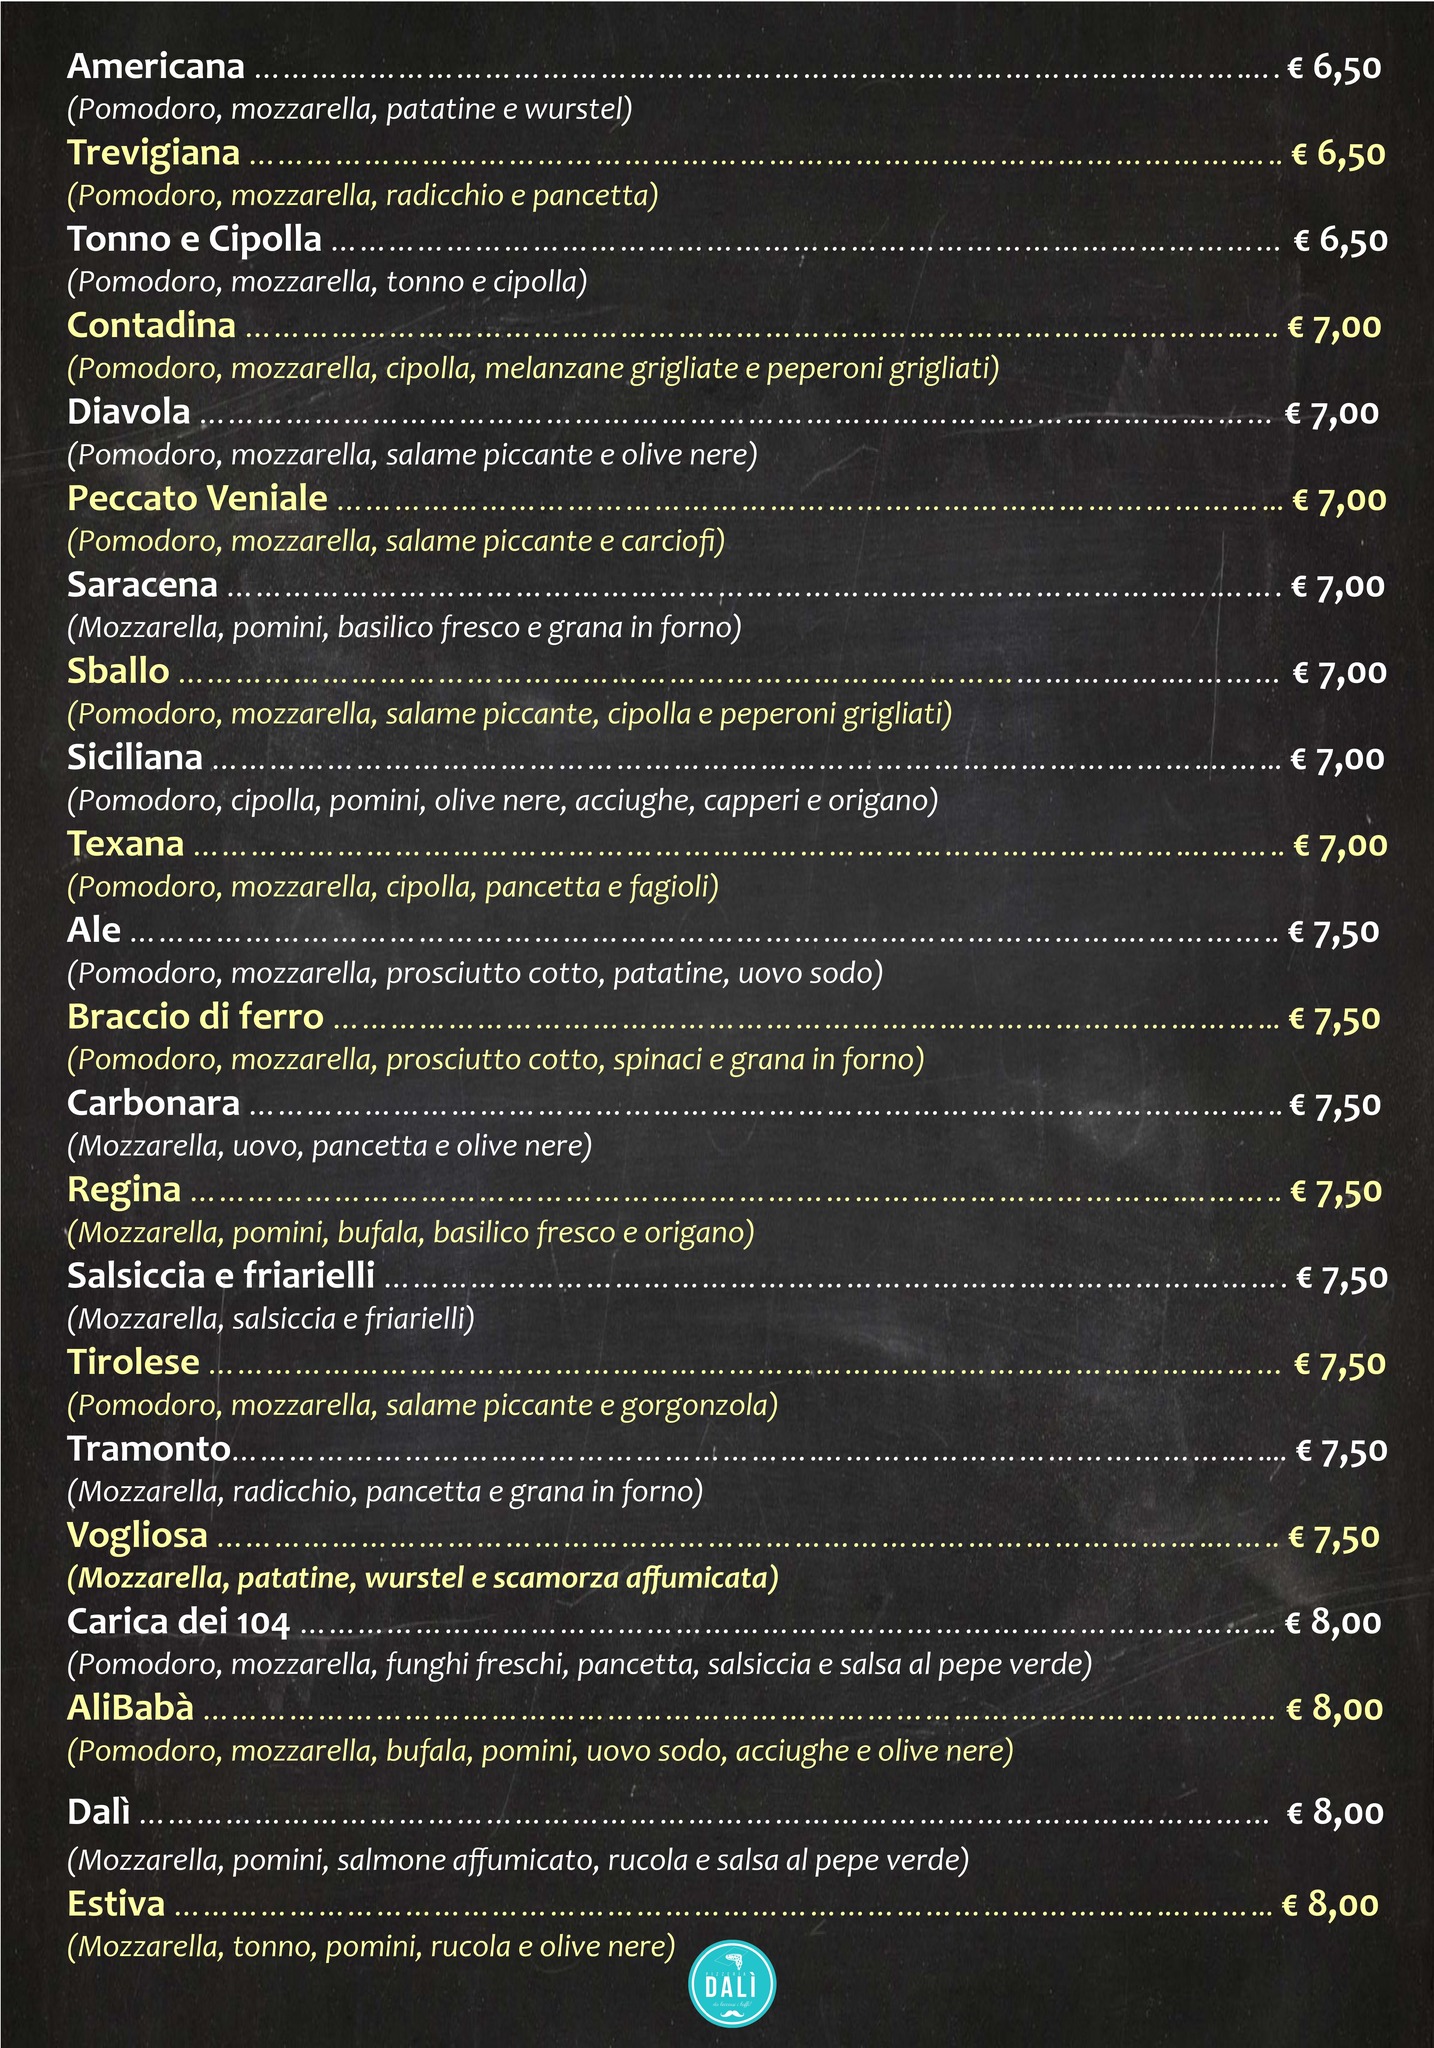 Americana ........ € 6,50
(Pomodoro, mozzarella, patatine e wurstel)
Trevigiana ........ € 6,50
(Pomodoro, mozzarella, radicchio e pancetta)
Tonno e Cipolla ........ € 6,50
(Pomodoro, mozzarella, tonno e cipolla)
Contadina ........ € 7,00
(Pomodoro, mozzarella, cipolla, melanzane grigliate e peperoni grigliati)
Diavola ........ € 7,00
(Pomodoro, mozzarella, salame piccante e olive nere)
Peccato Veniale ........ € 7,00
(Pomodoro, mozzarella, salame piccante e carciofi)
Saracena ........ € 7,00
(Mozzarella, pomini, basilico fresco e grana in forno)
Sballo ........ € 7,00
(Pomodoro, mozzarella, salame piccante, cipolla e peperoni grigliati)
Siciliana ........ € 7,00
(Pomodoro, cipolla, pomini, olive nere, acciughe, capperi e origano)
Texana ........ € 7,00
(Pomodoro, mozzarella, cipolla, pancetta e fagioli)
Ale ........ € 7,50
(Pomodoro, mozzarella, prosciutto cotto, patatine, uovo sodo)
Braccio di ferro ........ € 7,50
(Pomodoro, mozzarella, prosciutto cotto, spinaci e grana in forno)
Carbonara ........ € 7,50
(Mozzarella, uovo, pancetta e olive nere)
Regina ........ € 7,50
(Mozzarella, pomini, bufala, basilico fresco e origano)
Salsiccia e friarielli ........ € 7,50
(Mozzarella, salsiccia e friarielli)
Tirolese ........ € 7,50
(Pomodoro, mozzarella, salame piccante e gorgonzola)
Tramonto........ € 7,50
(Mozzarella, radicchio, pancetta e grana in forno)
Vogliosa ........ € 7,50
(Mozzarella, patatine, wurstel e scamorza affumicata)
Carica dei 104 ........ € 8,00
(Pomodoro, mozzarella, funghi freschi, pancetta, salsiccia e salsa al pepe verde)
AliBabà ........ € 8,00
(Pomodoro, mozzarella, bufala, pomini, uovo sodo, acciughe e olive nere)
Dalì ........ € 8,00
(Mozzarella, pomini, salmone affumicato, rucola e salsa al pepe verde)
Estiva ........ € 8,00
(Mozzarella, tonno, pomini, rucola e olive nere)
DALÌ